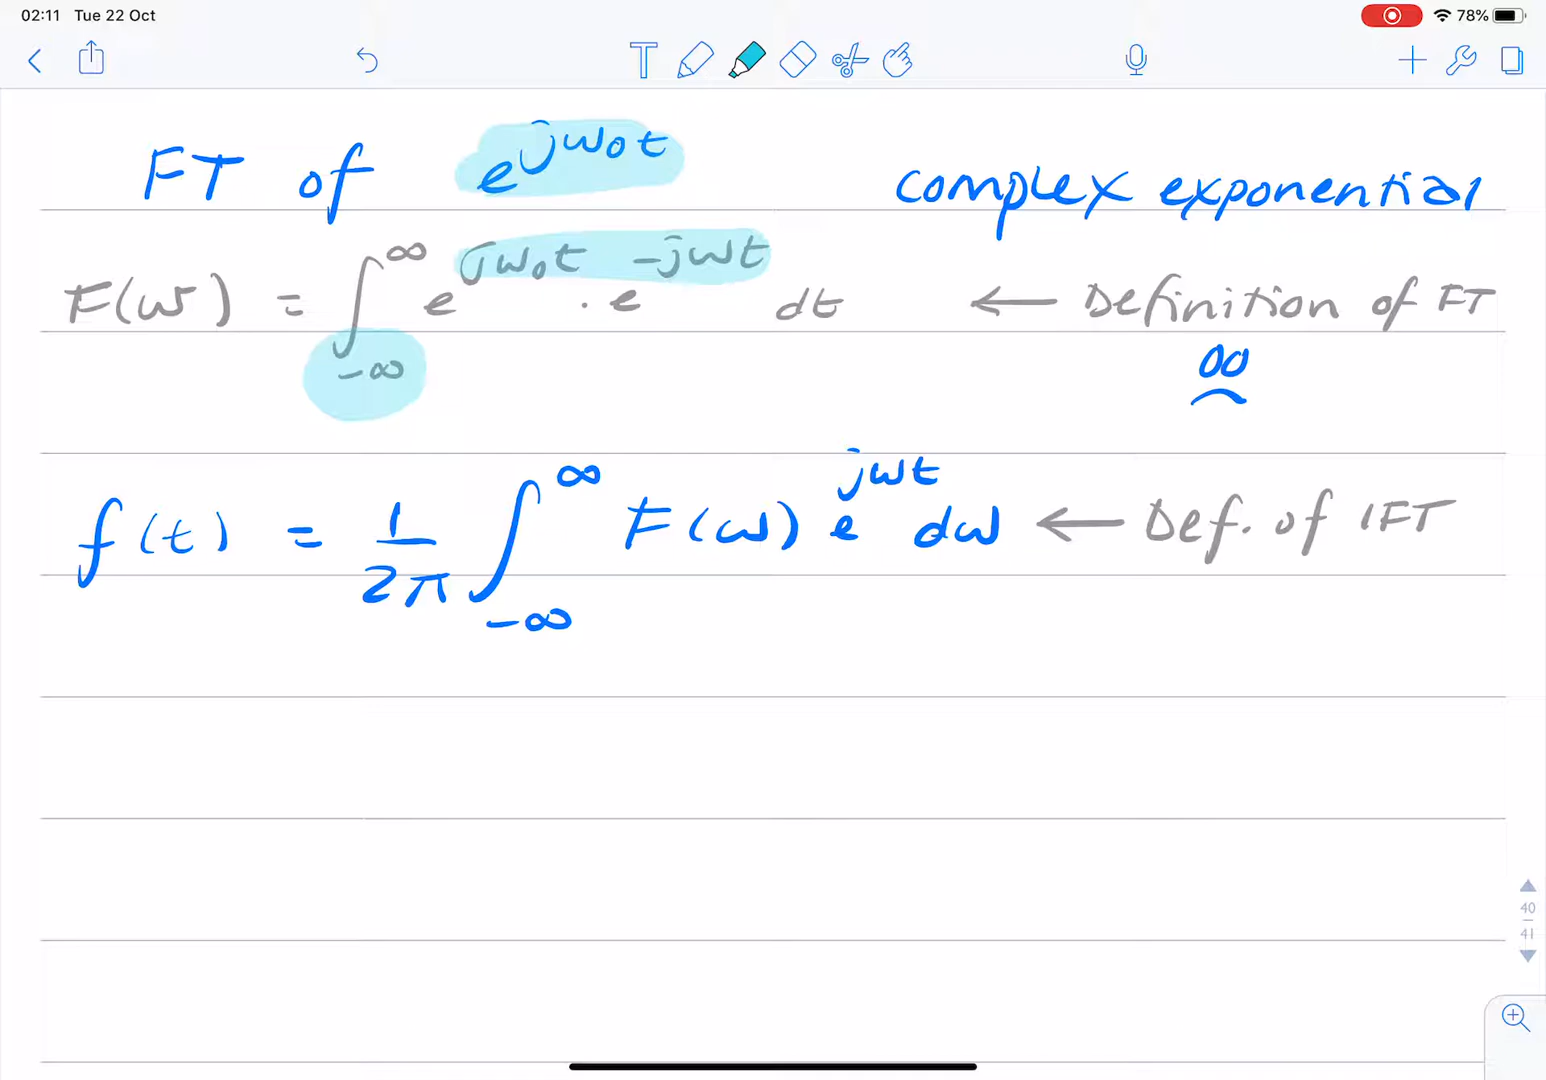 02:11 Tue 22 Oct 78%
T
FT of e^{jω₀t} complex exponential
F(ω) = ∫_{-∞}^{∞} e^{jω₀t} · e^{-jωt} dt ← Definition of FT
f(t) = 1/2π ∫_{-∞}^{∞} F(ω) e^{jωt} dω ← Def. of IFT
40
41